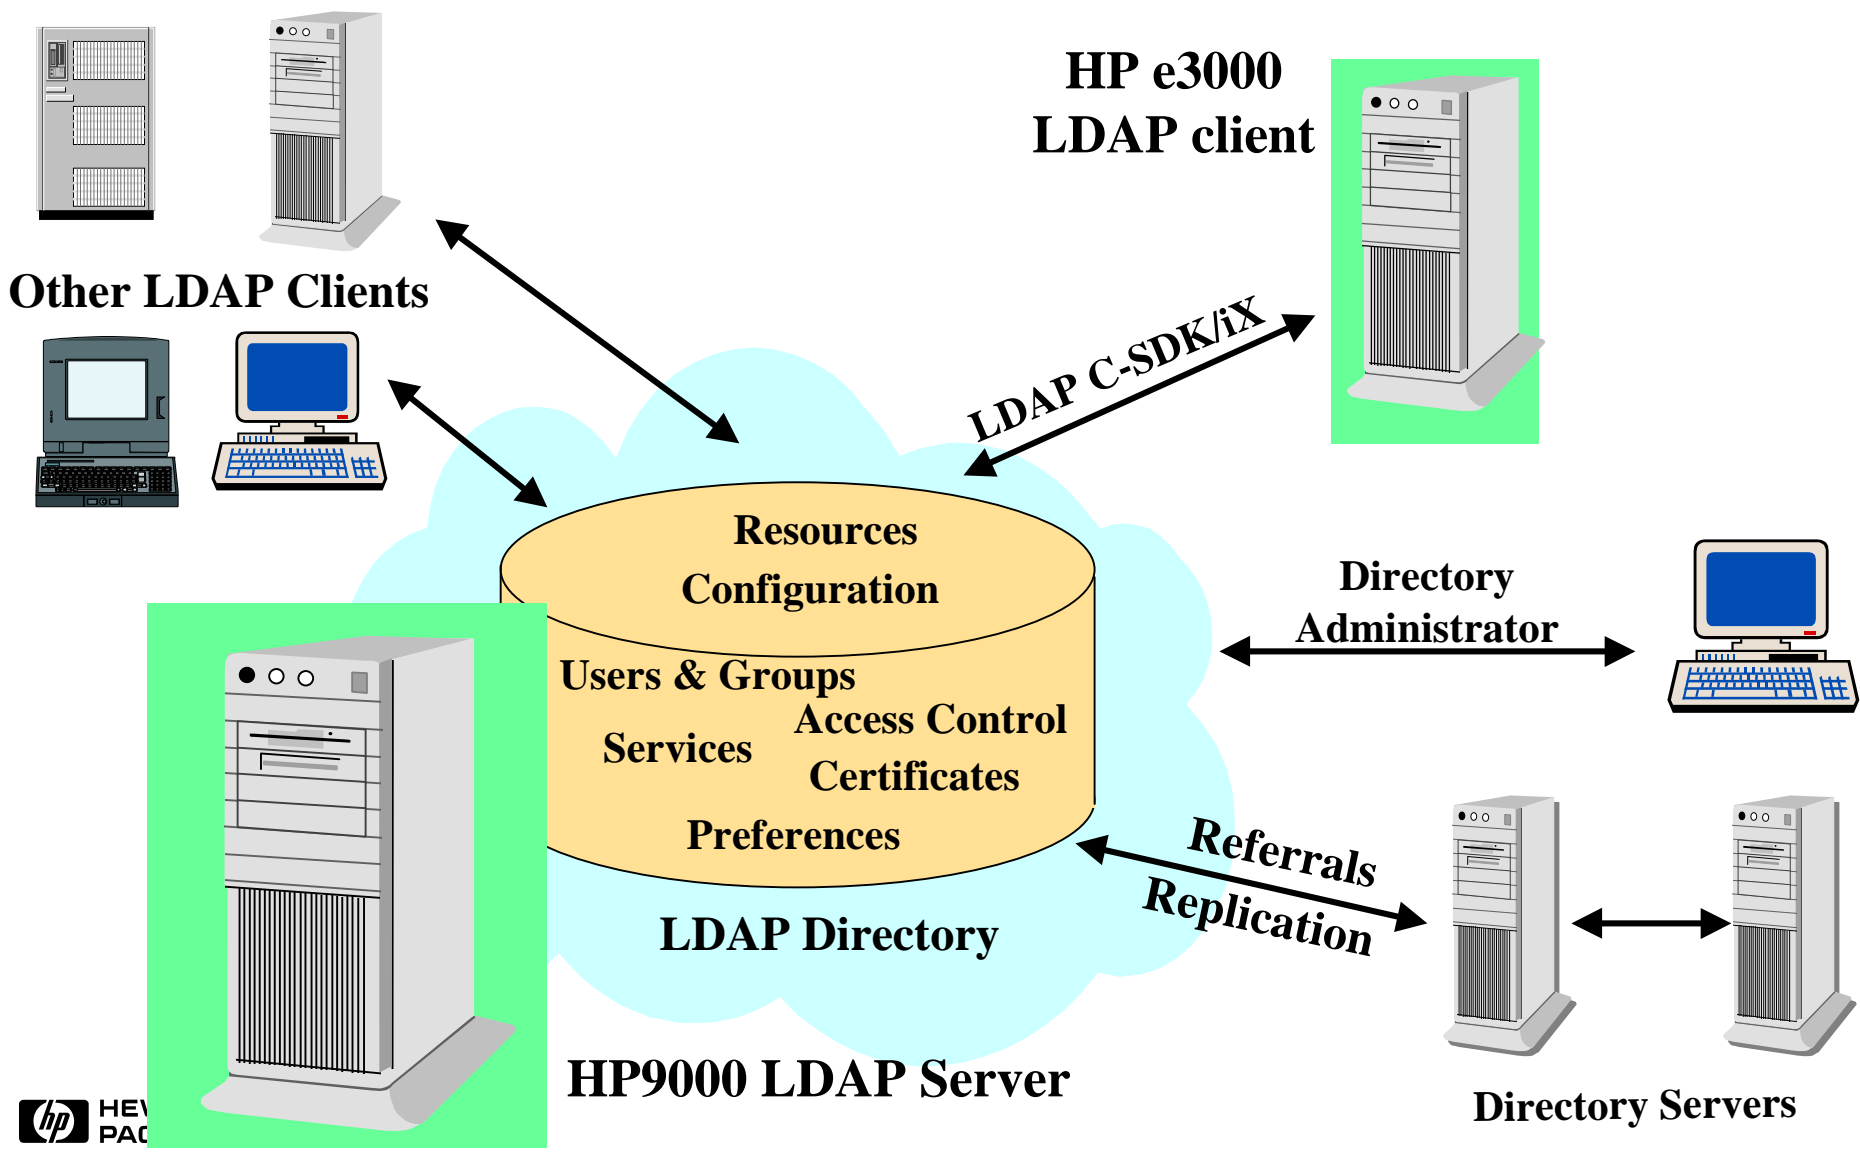 HP e3000
LDAP client
Other LDAP Clients
LDAP C-SDK/iX
Resources
Configuration
Directory
Administrator
Users & Groups
Access Control
Services
Certificates
Preferences
Referrals
Replication
LDAP Directory
HP9000 LDAP Server
Directory Servers
hp